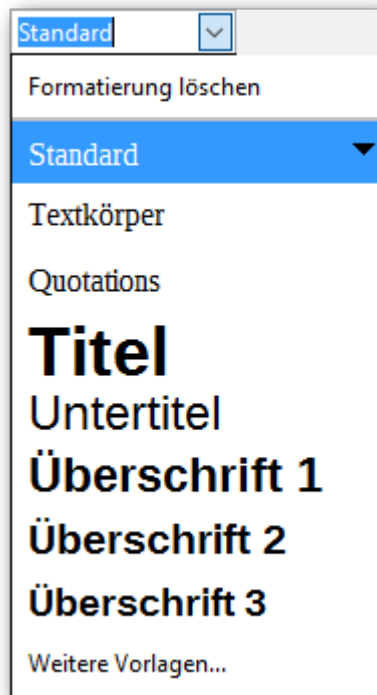 Standard
Formatierung löschen
Standard
Textkörper
Quotations
Titel
Untertitel
Überschrift 1
Überschrift 2
Überschrift 3
Weitere Vorlagen...